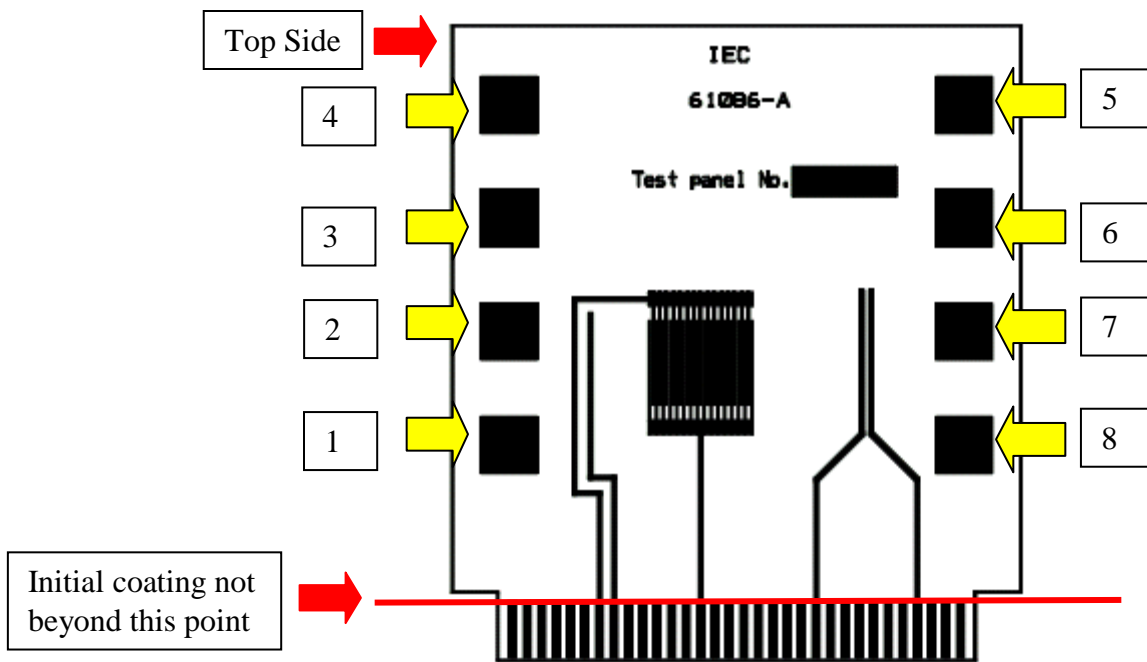 Top Side
IEC
61086-A
4
5
Test panel No.
3
6
2
7
1
8
Initial coating not
beyond this point